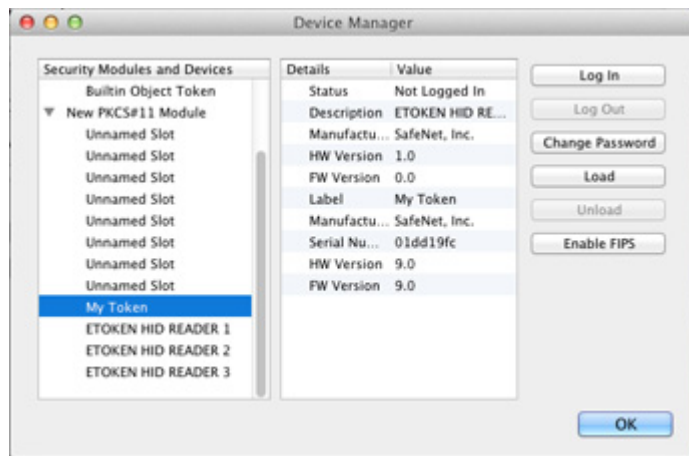 Device Manager
Security Modules and Devices
Builtin Object Token
New PKCS#11 Module
Unnamed Slot
Unnamed Slot
Unnamed Slot
Unnamed Slot
Unnamed Slot
Unnamed Slot
Unnamed Slot
Unnamed Slot
My Token
ETOKEN HID READER 1
ETOKEN HID READER 2
ETOKEN HID READER 3
Details Value
Status Not Logged In
Description ETOKEN HID RE...
Manufactu... SafeNet, Inc.
HW Version 1.0
FW Version 0.0
Label My Token
Manufactu... SafeNet, Inc.
Serial Nu... 01dd19fc
HW Version 9.0
FW Version 9.0
Log In
Log Out
Change Password
Load
Unload
Enable FIPS
OK